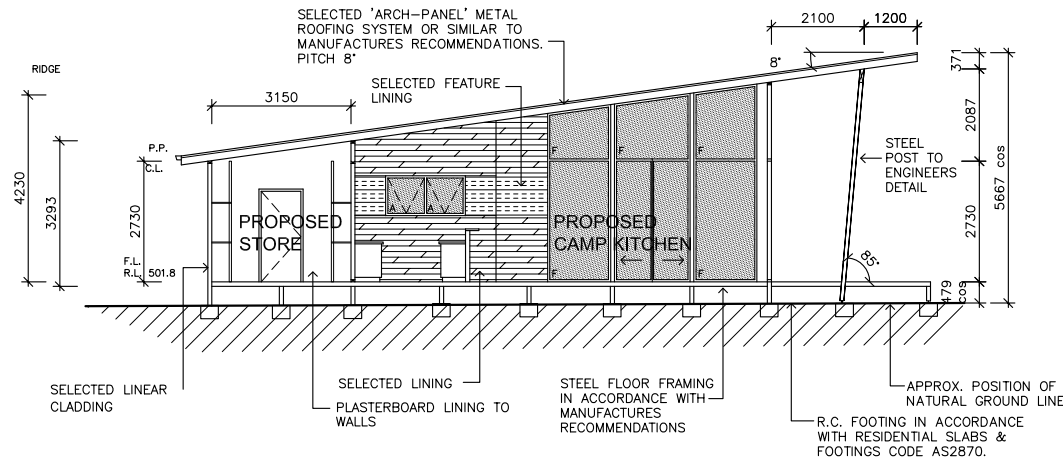 SELECTED 'ARCH-PANEL' METAL
ROOFING SYSTEM OR SIMILAR TO
MANUFACTURES RECOMMENDATIONS.
PITCH 8°
2100
1200
8°
371
RIDGE
SELECTED FEATURE
LINING
3150
2087
P.P.
C.L.
STEEL
POST TO
ENGINEERS
DETAIL
4230
3293
2730
F
F
F
A
A
PROPOSED
STORE
PROPOSED
CAMP KITCHEN
5667 cos
2730
F.L.
R.L. 501.8
F
F
F
85°
479
cos
SELECTED LINEAR
CLADDING
SELECTED LINING
PLASTERBOARD LINING TO
WALLS
STEEL FLOOR FRAMING
IN ACCORDANCE WITH
MANUFACTURES
RECOMMENDATIONS
APPROX. POSITION OF
NATURAL GROUND LINE
R.C. FOOTING IN ACCORDANCE
WITH RESIDENTIAL SLABS &
FOOTINGS CODE AS2870.